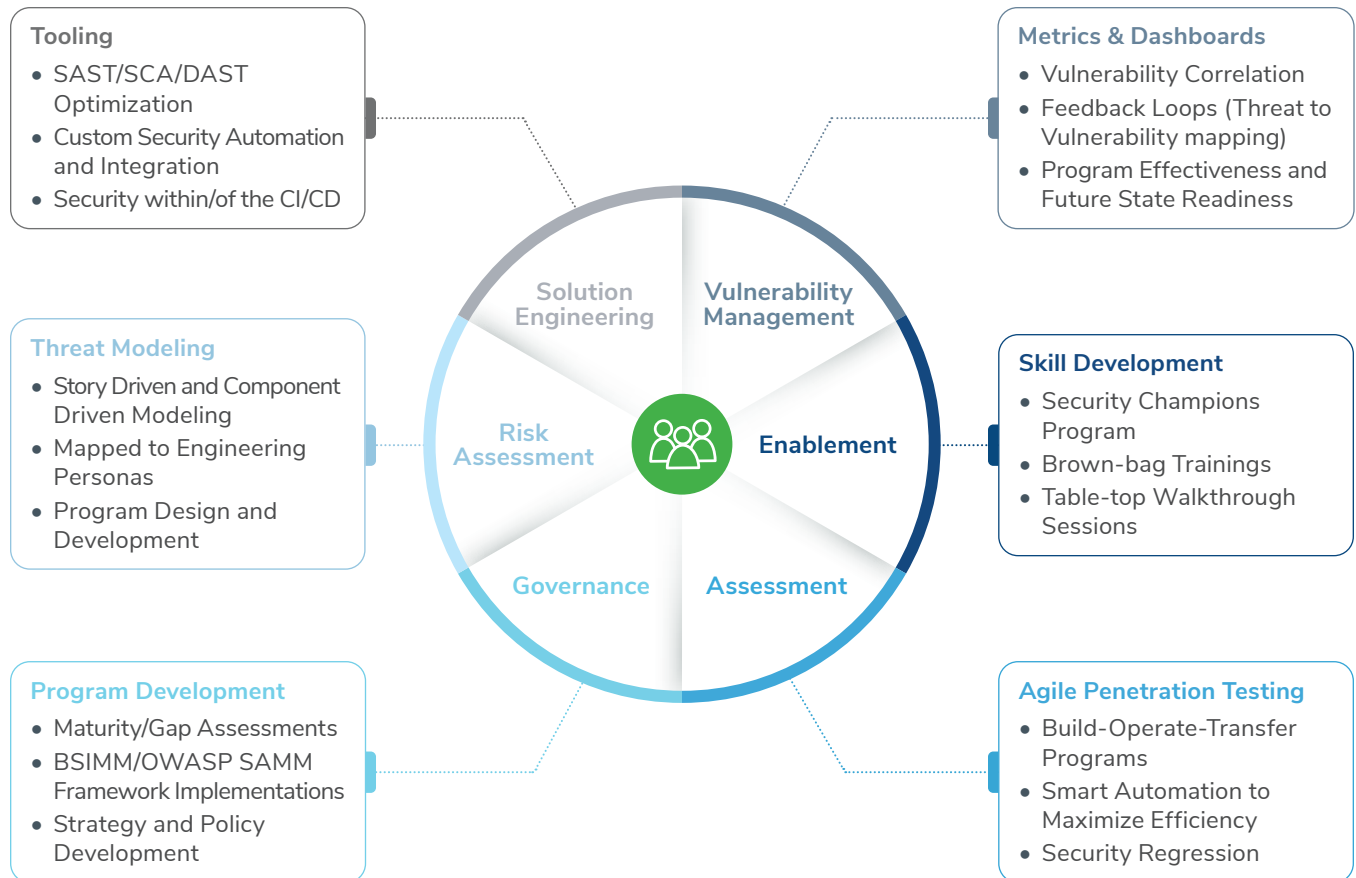 Tooling
• SAST/SCA/DAST
Optimization
• Custom Security Automation
and Integration
• Security within/of the CI/CD
Metrics & Dashboards
• Vulnerability Correlation
• Feedback Loops (Threat to
Vulnerability mapping)
• Program Effectiveness and
Future State Readiness
Solution
Engineering
Vulnerability
Management
Threat Modeling
• Story Driven and Component
Driven Modeling
• Mapped to Engineering
Personas
• Program Design and
Development
Risk
Assessment
Enablement
Skill Development
• Security Champions
Program
• Brown-bag Trainings
• Table-top Walkthrough
Sessions
Governance
Assessment
Program Development
• Maturity/Gap Assessments
• BSIMM/OWASP SAMM
Framework Implementations
• Strategy and Policy
Development
Agile Penetration Testing
• Build-Operate-Transfer
Programs
• Smart Automation to
Maximize Efficiency
• Security Regression